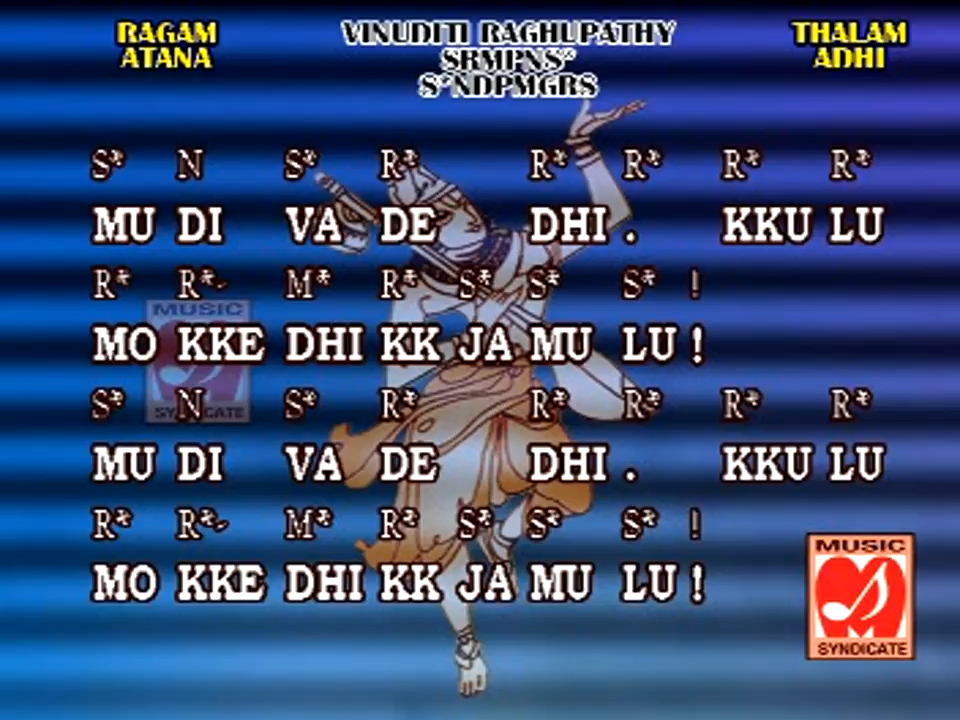 RAGAM
ATANA
VINUDITI RAGHUPATHY
SRMPNS*
S*NDPMGRS
THALAM
ADHI
S* N S* R* R* R* R* R*
MU DI VA DE DHI . KKU LU
R* R*- M* R* S* S* S* !
MO KKE DHI KK JA MU LU !
MUSIC
SYNDICATE
S* N S* R* R* R* R* R*
MU DI VA DE DHI . KKU LU
R* R*- M* R* S* S* S* !
MO KKE DHI KK JA MU LU !
MUSIC
SYNDICATE